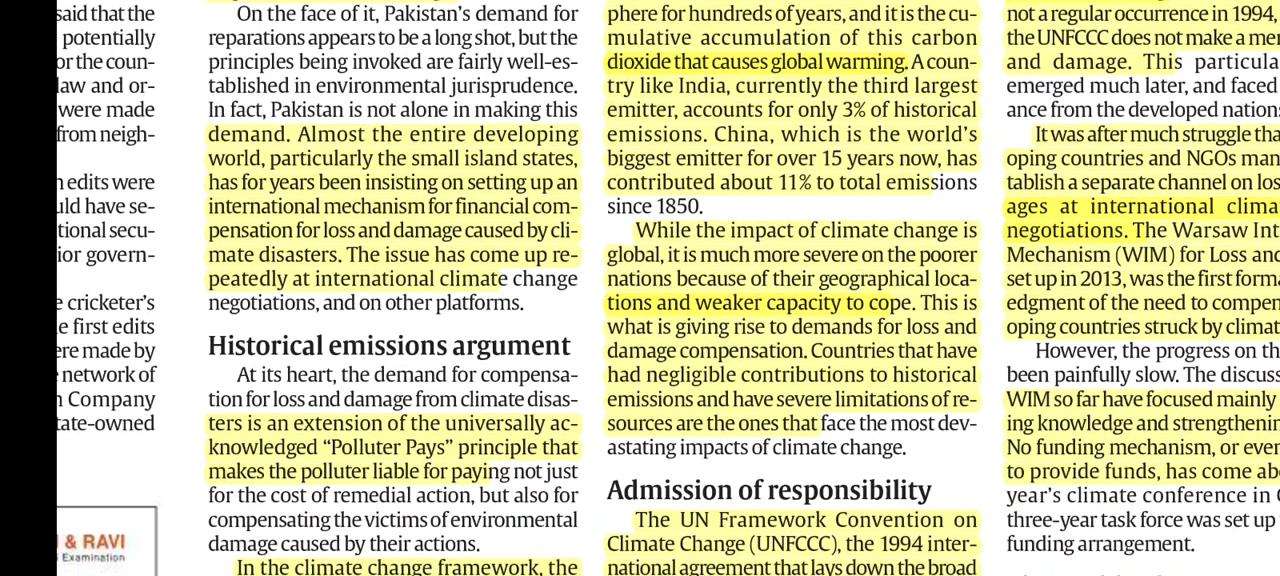 said that the
potentially
or the coun-
law and or-
were made
from neigh-
edits were
uld have se-
tional secu-
ior govern-
e cricketer's
e first edits
ere made by
network of
Company
tate-owned
& RAVI
Examination
On the face of it, Pakistan's demand for
reparations appears to be a long shot, but the
principles being invoked are fairly well-es-
tablished in environmental jurisprudence.
In fact, Pakistan is not alone in making this
demand. Almost the entire developing
world, particularly the small island states,
has for years been insisting on setting up an
international mechanism for financial com-
pensation for loss and damage caused by cli-
mate disasters. The issue has come up re-
peatedly at international climate change
negotiations, and on other platforms.
Historical emissions argument
At its heart, the demand for compensa-
tion for loss and damage from climate disas-
ters is an extension of the universally ac-
knowledged “Polluter Pays” principle that
makes the polluter liable for paying not just
for the cost of remedial action, but also for
compensating the victims of environmental
damage caused by their actions.
In the climate change framework, the
phere for hundreds of years, and it is the cu-
mulative accumulation of this carbon
dioxide that causes global warming. A coun-
try like India, currently the third largest
emitter, accounts for only 3% of historical
emissions. China, which is the world's
biggest emitter for over 15 years now, has
contributed about 11% to total emissions
since 1850.
While the impact of climate change is
global, it is much more severe on the poorer
nations because of their geographical loca-
tions and weaker capacity to cope. This is
what is giving rise to demands for loss and
damage compensation. Countries that have
had negligible contributions to historical
emissions and have severe limitations of re-
sources are the ones that face the most dev-
astating impacts of climate change.
Admission of responsibility
The UN Framework Convention on
Climate Change (UNFCCC), the 1994 inter-
national agreement that lays down the broad
not a regular occurrence in 1994,
the UNFCCC does not make a mer
and damage. This particula
emerged much later, and faced
ance from the developed nation
It was after much struggle tha
oping countries and NGOs man
tablish a separate channel on los
ages at international clima
negotiations. The Warsaw Int
Mechanism (WIM) for Loss and
set up in 2013, was the first forma
edgment of the need to compen
oping countries struck by climat
However, the progress on th
been painfully slow. The discuss
WIM so far have focused mainly
ing knowledge and strengthenin
No funding mechanism, or even
to provide funds, has come abo
year's climate conference in
three-year task force was set up
funding arrangement.